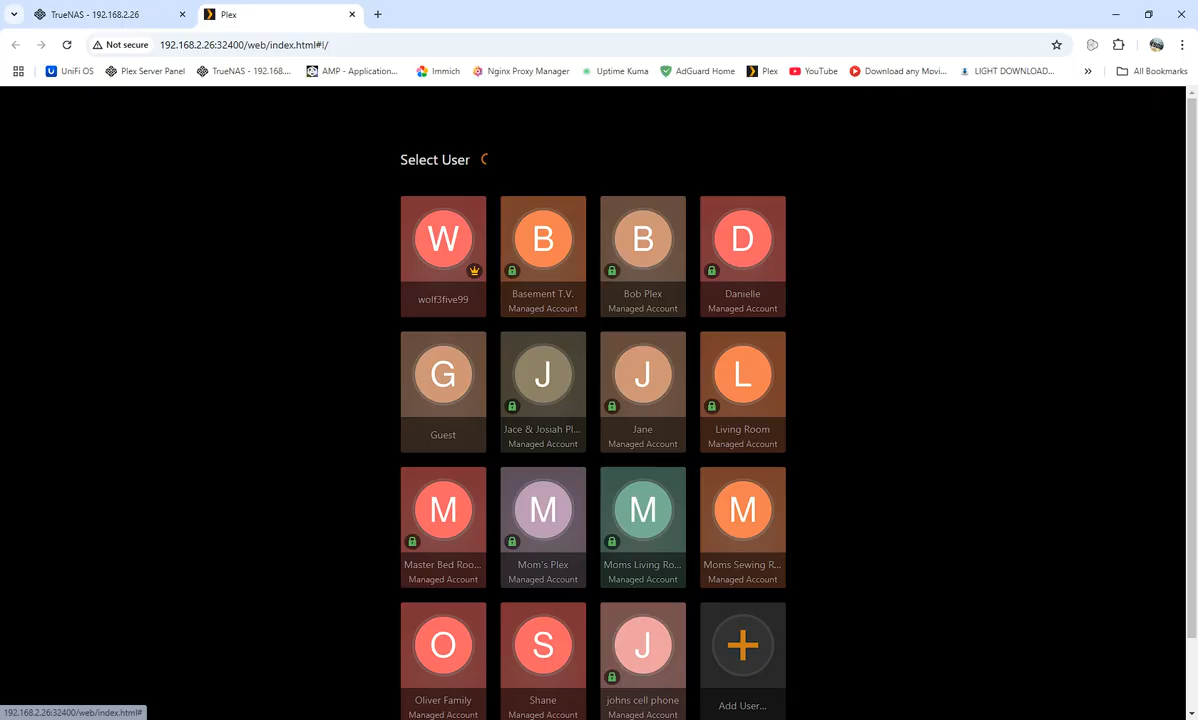 TrueNAS - 192.168.2.26
Plex
Not secure
192.168.2.26:32400/web/index.html#!/
UniFi OS
Plex Server Panel
TrueNAS - 192.168....
AMP - Application...
Immich
Nginx Proxy Manager
Uptime Kuma
AdGuard Home
Plex
YouTube
Download any Movi...
LIGHT DOWNLOAD...
All Bookmarks
Select User
W
B
B
D
wolf3five99
Basement T.V.
Managed Account
Bob Plex
Managed Account
Danielle
Managed Account
G
J
J
L
Guest
Jace & Josiah Pl...
Managed Account
Jane
Managed Account
Living Room
Managed Account
M
M
M
M
Master Bed Roo...
Managed Account
Mom's Plex
Managed Account
Moms Living Ro...
Managed Account
Moms Sewing R...
Managed Account
O
S
J
Oliver Family
Managed Account
Shane
Managed Account
johns cell phone
Managed Account
Add User...
192.168.2.26:32400/web/index.html#